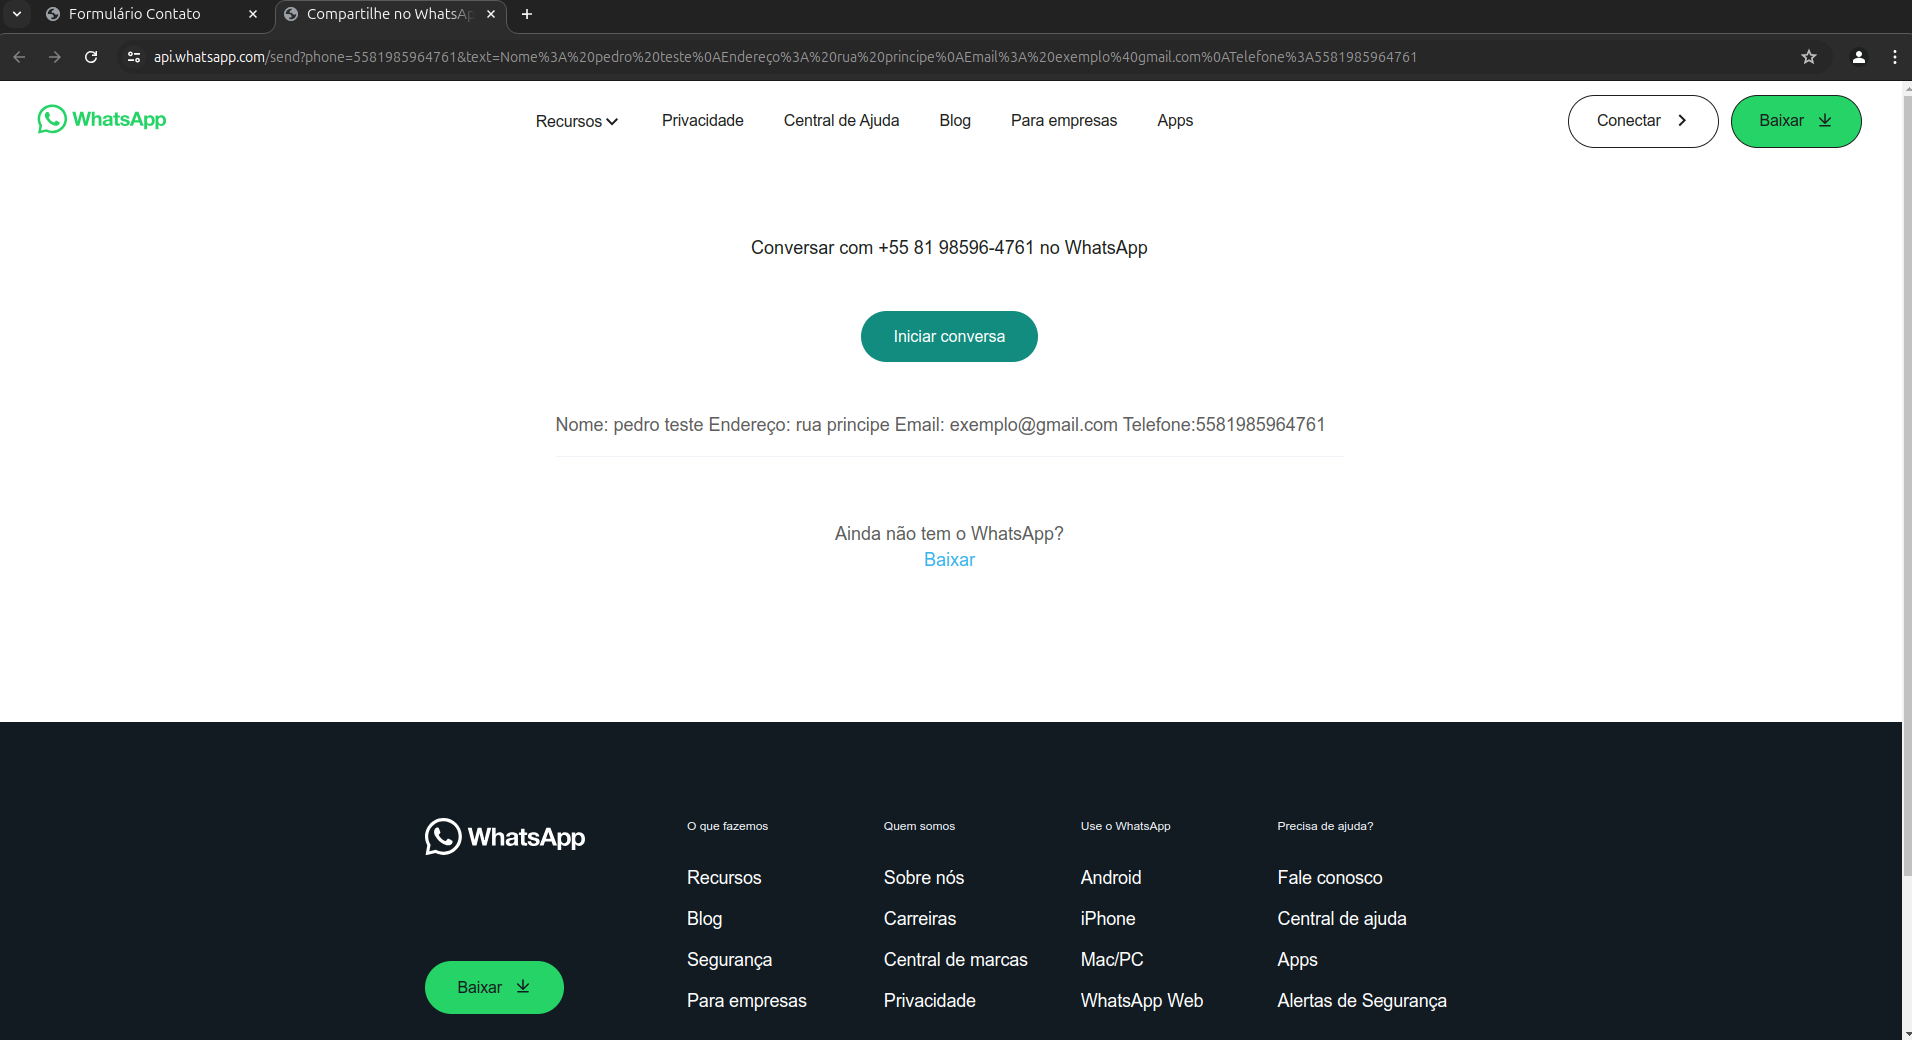 Formulário Contato
Compartilhe no WhatsAp
api.whatsapp.com/send?phone=5581985964761&text=Nome%3A%20pedro%20teste%0AEndereço%3A%20rua%20principe%0AEmail%3A%20exemplo%40gmail.com%0ATelefone%3A5581985964761
WhatsApp
Recursos
Privacidade
Central de Ajuda
Blog
Para empresas
Apps
Conectar
Baixar
Conversar com +55 81 98596-4761 no WhatsApp
Iniciar conversa
Nome: pedro teste Endereço: rua principe Email: exemplo@gmail.com Telefone:5581985964761
Ainda não tem o WhatsApp?
Baixar
WhatsApp
Baixar
O que fazemos
Recursos
Blog
Segurança
Para empresas
Quem somos
Sobre nós
Carreiras
Central de marcas
Privacidade
Use o WhatsApp
Android
iPhone
Mac/PC
WhatsApp Web
Precisa de ajuda?
Fale conosco
Central de ajuda
Apps
Alertas de Segurança